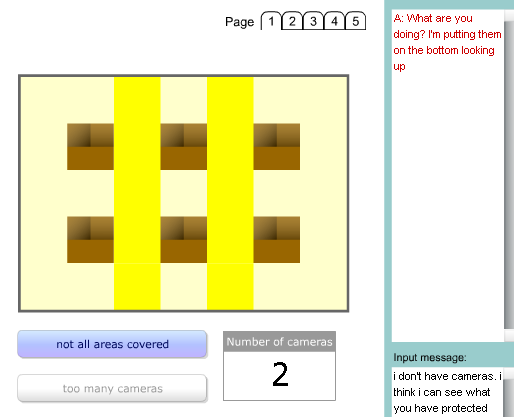 Page 1 2 3 4 5
A: What are you
doing? I'm putting them
on the bottom looking
up
not all areas covered
too many cameras
Number of cameras
2
Input message:
i don't have cameras. i
think i can see what
you have protected